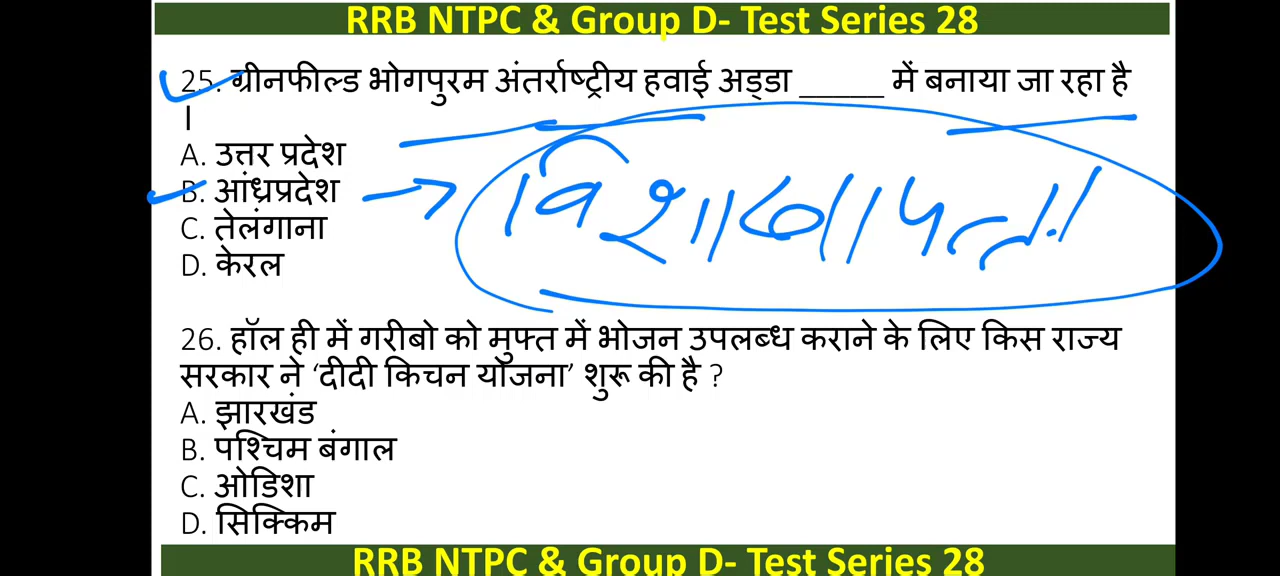 RRB NTPC & Group D- Test Series 28
25. ग्रीनफील्ड भोगपुरम अंतर्राष्ट्रीय हवाई अड्डा _____ में बनाया जा रहा है
।
A. उत्तर प्रदेश
B. आंध्रप्रदेश
विशाखापत्तनम
C. तेलंगाना
D. केरल
26. हॉल ही में गरीबो को मुफ्त में भोजन उपलब्ध कराने के लिए किस राज्य
सरकार ने ‘दीदी किचन योजना’ शुरू की है ?
A. झारखंड
B. पश्चिम बंगाल
C. ओडिशा
D. सिक्किम
RRB NTPC & Group D- Test Series 28